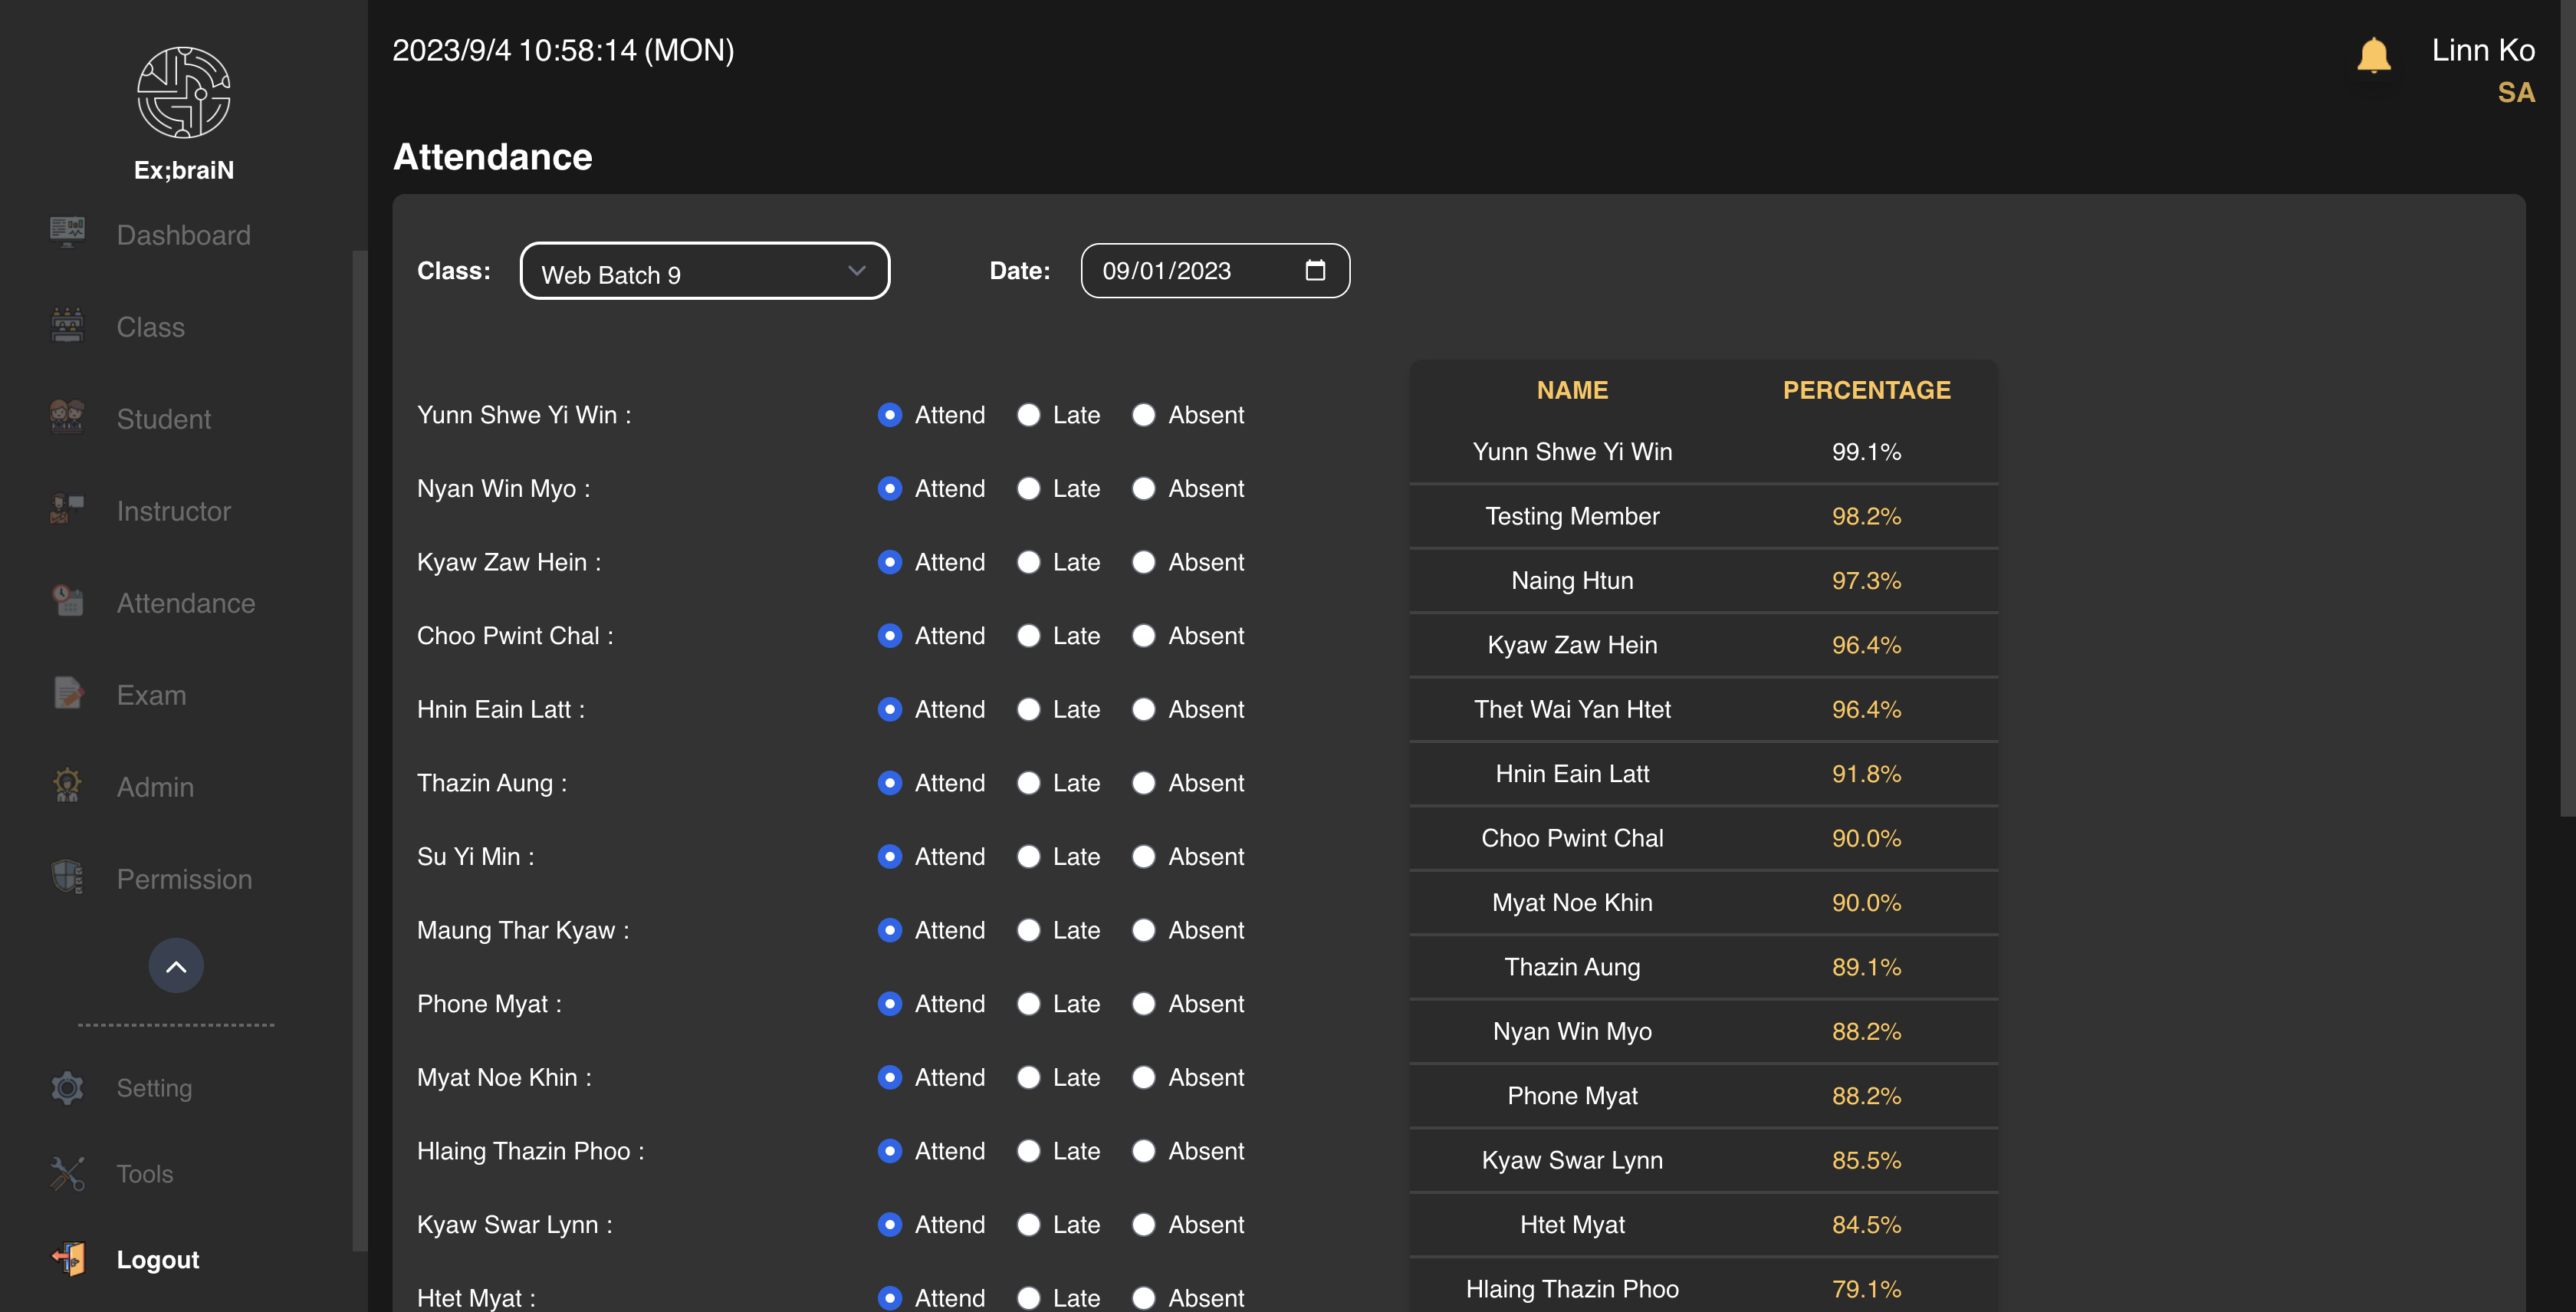 Ex;braiN
Dashboard
Class
Student
Instructor
Attendance
Exam
Admin
Permission
Setting
Tools
Logout
2023/9/4 10:58:14 (MON)
Linn Ko
SA
Attendance
Class: Web Batch 9 Date: 09/01/2023
Yunn Shwe Yi Win : Attend Late Absent
Nyan Win Myo : Attend Late Absent
Kyaw Zaw Hein : Attend Late Absent
Choo Pwint Chal : Attend Late Absent
Hnin Eain Latt : Attend Late Absent
Thazin Aung : Attend Late Absent
Su Yi Min : Attend Late Absent
Maung Thar Kyaw : Attend Late Absent
Phone Myat : Attend Late Absent
Myat Noe Khin : Attend Late Absent
Hlaing Thazin Phoo : Attend Late Absent
Kyaw Swar Lynn : Attend Late Absent
Htet Myat : Attend Late Absent
NAME PERCENTAGE
Yunn Shwe Yi Win 99.1%
Testing Member 98.2%
Naing Htun 97.3%
Kyaw Zaw Hein 96.4%
Thet Wai Yan Htet 96.4%
Hnin Eain Latt 91.8%
Choo Pwint Chal 90.0%
Myat Noe Khin 90.0%
Thazin Aung 89.1%
Nyan Win Myo 88.2%
Phone Myat 88.2%
Kyaw Swar Lynn 85.5%
Htet Myat 84.5%
Hlaing Thazin Phoo 79.1%